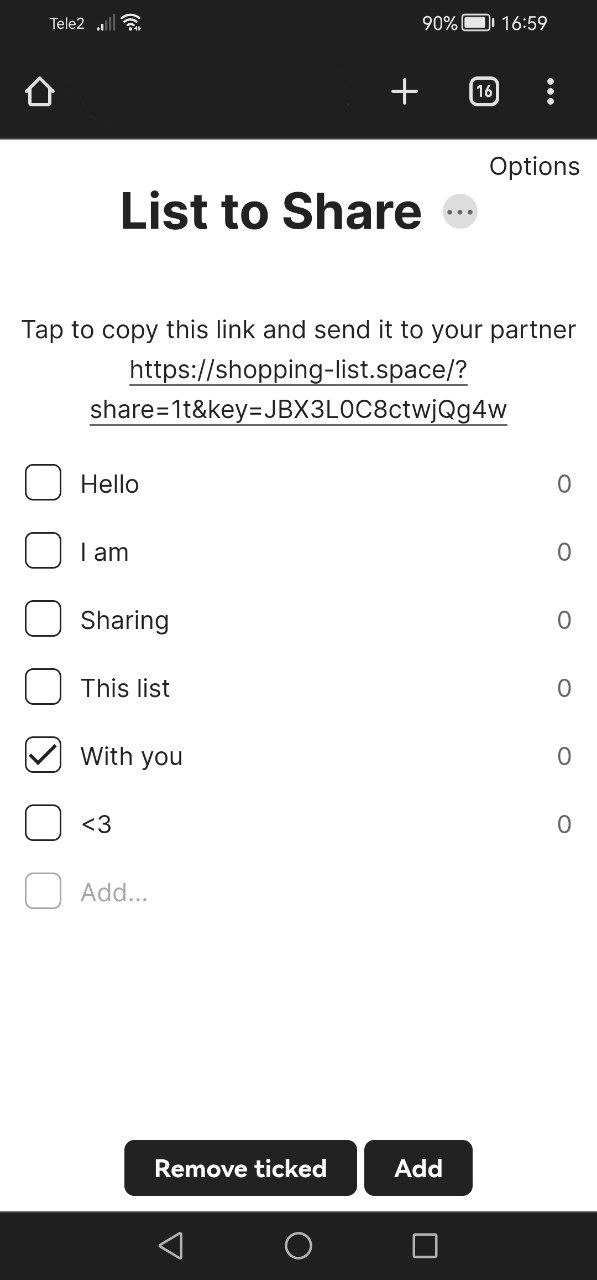 Tele2
90% 16:59
16
Options
List to Share
Tap to copy this link and send it to your partner
https://shopping-list.space/?
share=1t&key=JBX3L0C8ctwjQg4w
Hello 0
I am 0
Sharing 0
This list 0
With you 0
<3 0
Add...
Remove ticked Add